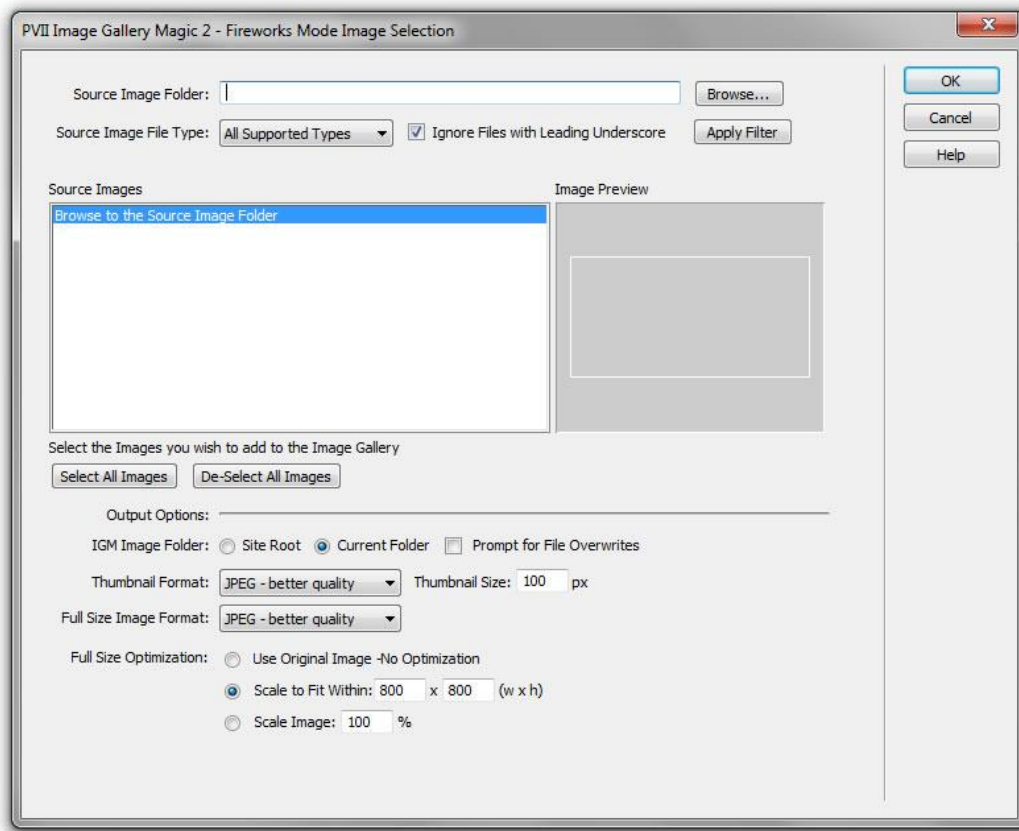 PVII Image Gallery Magic 2 - Fireworks Mode Image Selection
Source Image Folder: Browse... OK
Source Image File Type: All Supported Types Ignore Files with Leading Underscore Apply Filter Cancel
Help
Source Images Image Preview
Browse to the Source Image Folder
Select the Images you wish to add to the Image Gallery
Select All Images De-Select All Images
Output Options:
IGM Image Folder: Site Root Current Folder Prompt for File Overwrites
Thumbnail Format: JPEG - better quality Thumbnail Size: 100 px
Full Size Image Format: JPEG - better quality
Full Size Optimization: Use Original Image -No Optimization
Scale to Fit Within: 800 x 800 (w x h)
Scale Image: 100 %